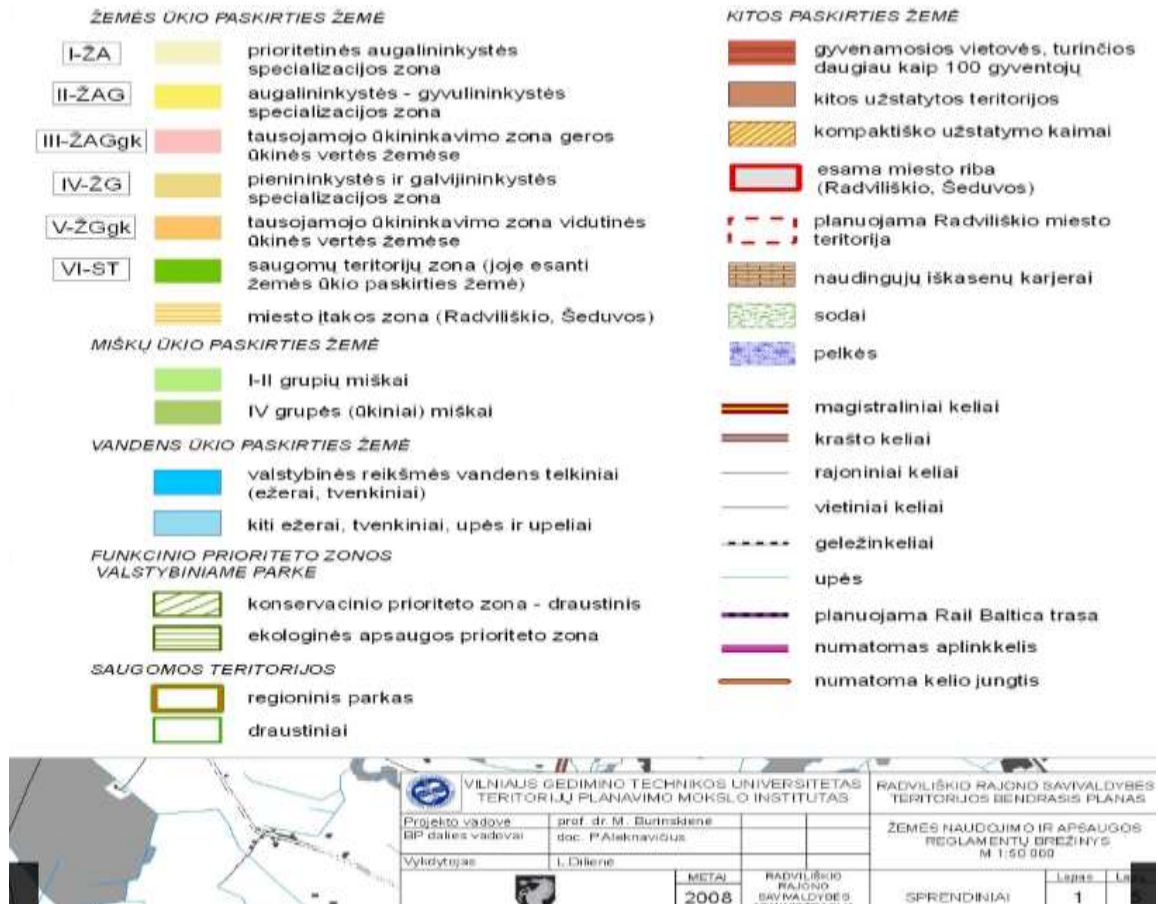 ŽEMĖS ŪKIO PASKIRTIES ŽEMĖ
I-ŽA
prioritetinės augalininkystės
specializacijos zona
II-ŽAG
augalininkystės - gyvulininkystės
specializacijos zona
III-ŽAGgk
tausojamojo ūkininkavimo zona geros
ūkinės vertės žemėse
IV-ŽG
pienininkystės ir galvijininkystės
specializacijos zona
V-ŽGgk
tausojamojo ūkininkavimo zona vidutinės
ūkinės vertės žemėse
VI-ST
saugomų teritorijų zona (joje esanti
žemės ūkio paskirties žemė)
miesto įtakos zona (Radviliškio, Šeduvos)
MIŠKŲ ŪKIO PASKIRTIES ŽEMĖ
I-II grupių miškai
IV grupės (ūkiniai) miškai
VANDENS ŪKIO PASKIRTIES ŽEMĖ
valstybinės reikšmės vandens telkiniai
(ežerai, tvenkiniai)
kiti ežerai, tvenkiniai, upės ir upeliai
FUNKCINIO PRIORITETO ZONOS
VALSTYBINIAME PARKE
konservacinio prioriteto zona - draustinis
ekologinės apsaugos prioriteto zona
SAUGOMOS TERITORIJOS
regioninis parkas
draustiniai
KITOS PASKIRTIES ŽEMĖ
gyvenamosios vietovės, turinčios
daugiau kaip 100 gyventojų
kitos užstatytos teritorijos
kompaktiško užstatymo kaimai
esama miesto riba
(Radviliškio, Šeduvos)
planuojama Radviliškio miesto
teritorija
naudingųjų iškasenų karjerai
sodai
pelkės
magistraliniai keliai
krašto keliai
rajoniniai keliai
vietiniai keliai
geležinkeliai
upės
planuojama Rail Baltica trasa
numatomas aplinkkelis
numatoma kelio jungtis
VILNIAUS GEDIMINO TECHNIKOS UNIVERSITETAS
TERITORIJŲ PLANAVIMO MOKSLO INSTITUTAS
Projekto vadovė prof. dr. M. Burinskienė
BP dalies vadovai doc. P.Aleknavičius
Vykdytojas I. Dilienė
METAI
2008
RADVILIŠKIO
RAJONO
SAVIVALDYBĖS
RADVILIŠKIO RAJONO SAVIVALDYBĖS
TERITORIJOS BENDRASIS PLANAS
ŽEMĖS NAUDOJIMO IR APSAUGOS
REGLAMENTŲ BRĖŽINYS
M 1:50 000
SPRENDINIAI
Lapas
1